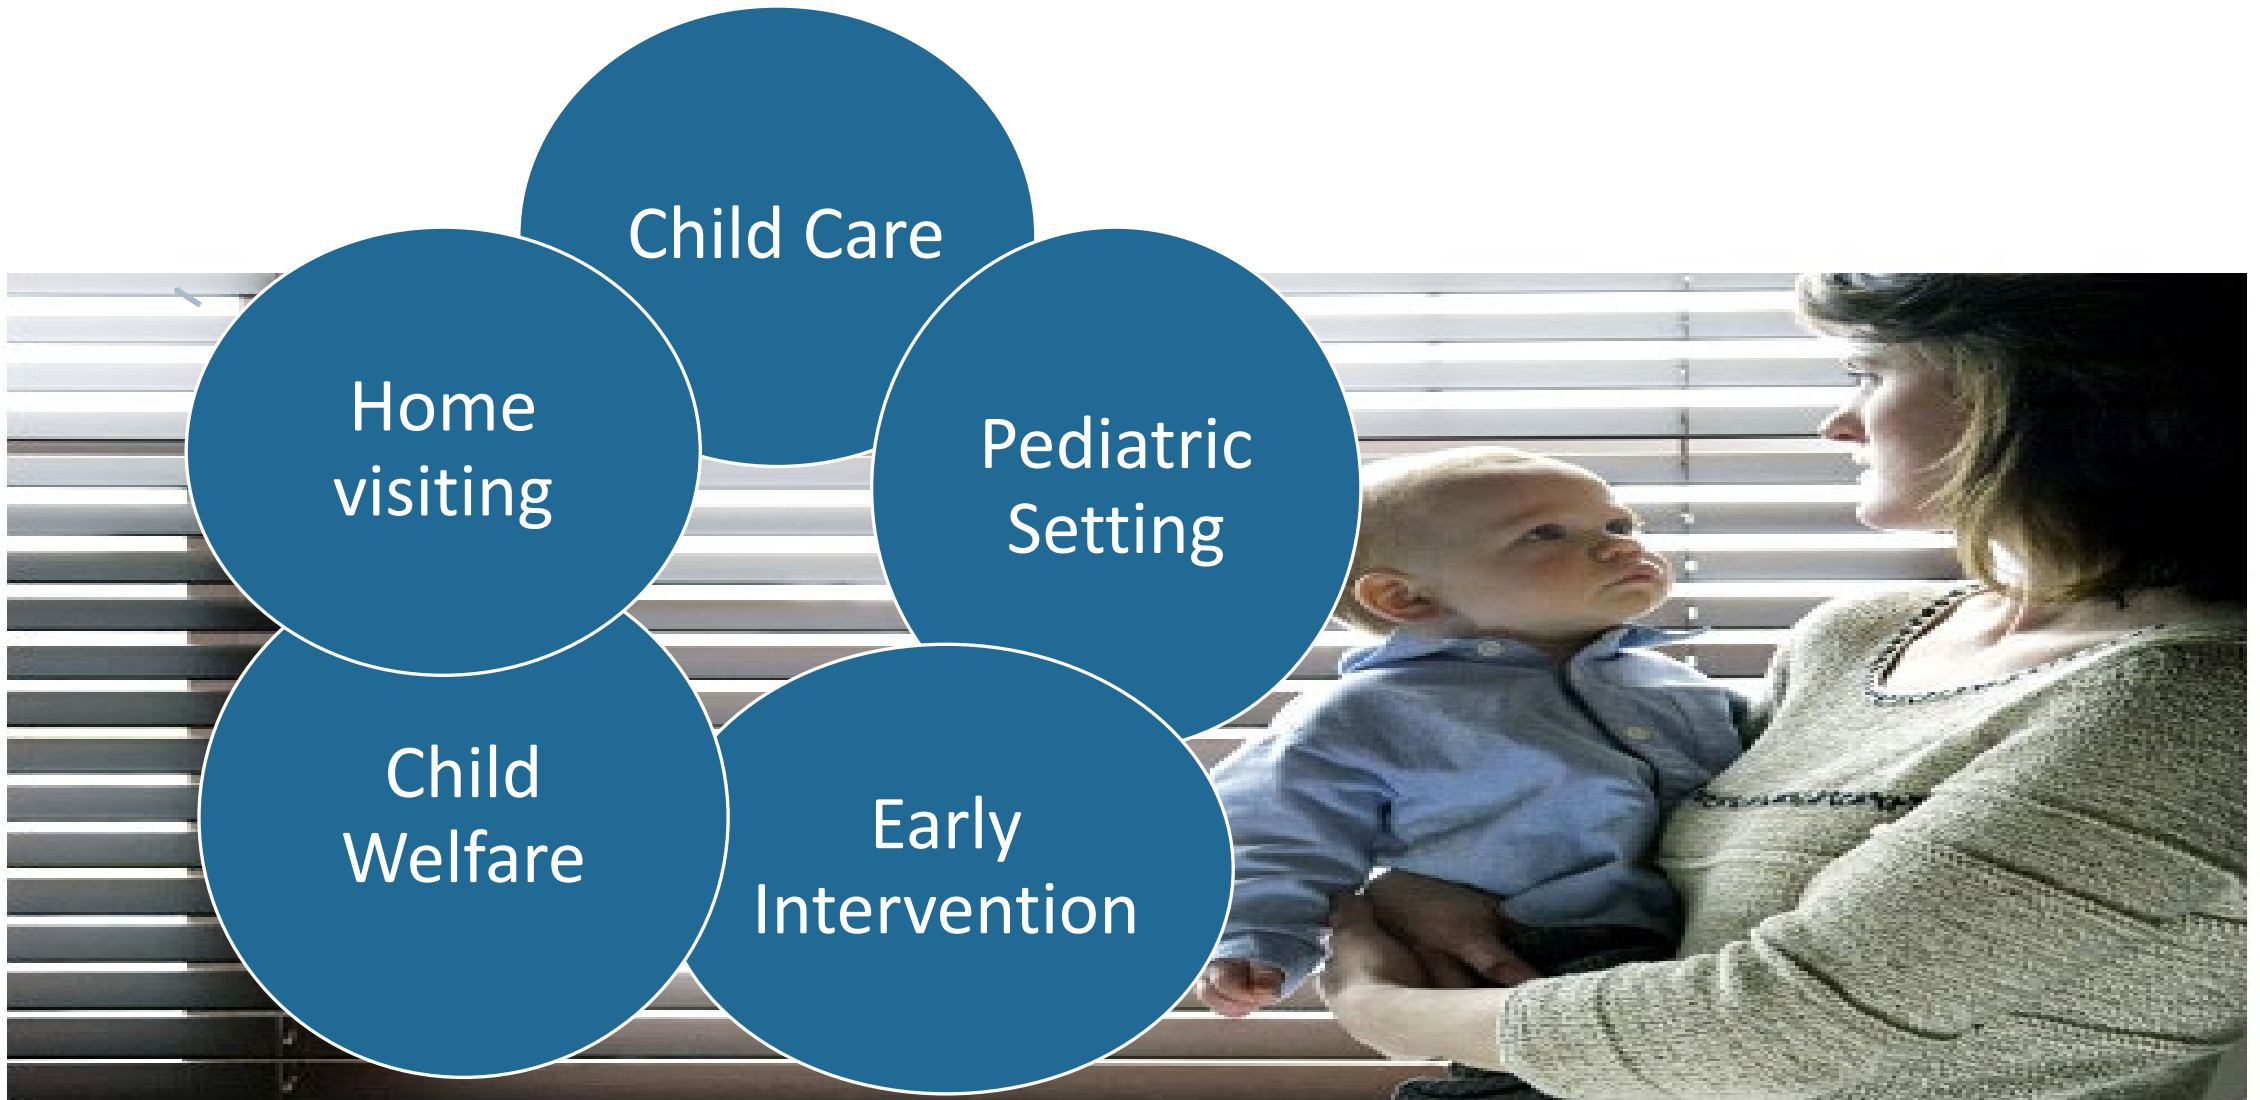 Child Care
Home
visiting
Pediatric
Setting
Child
Welfare
Early
Intervention